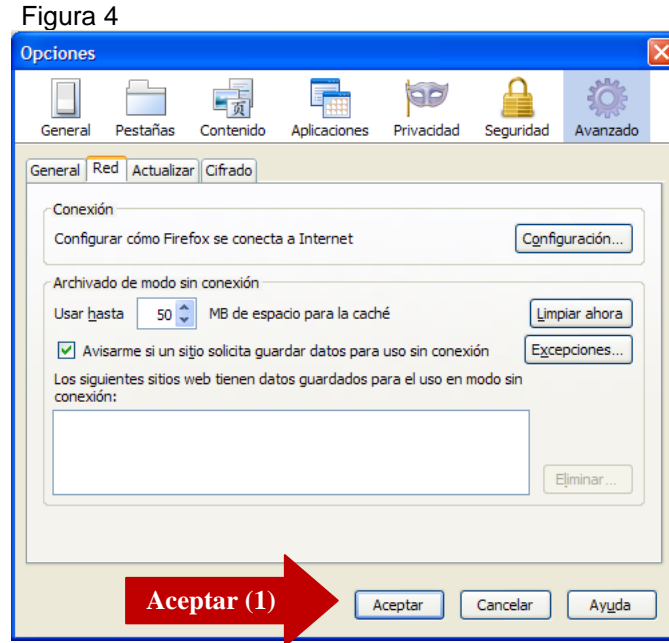 Figura 4
Opciones
General Pestañas Contenido Aplicaciones Privacidad Seguridad Avanzado
General Red Actualizar Cifrado
Conexión
Configurar cómo Firefox se conecta a Internet Configuración...
Archivado de modo sin conexión
Usar hasta 50 MB de espacio para la caché Limpiar ahora
Avisarme si un sitio solicita guardar datos para uso sin conexión Excepciones...
Los siguientes sitios web tienen datos guardados para el uso en modo sin
conexión:
Eliminar...
Aceptar (1) Aceptar Cancelar Ayuda